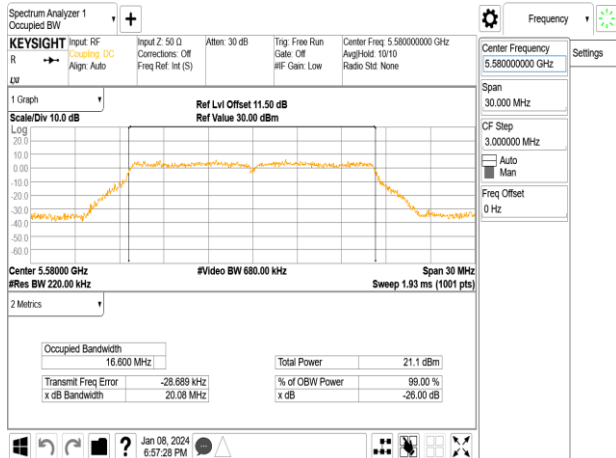 Spectrum Analyzer 1
Occupied BW
Frequency
KEYSIGHT
Input: RF
Coupling: DC
Align: Auto
Input Z: 50 Ω
Corrections: Off
Freq Ref: Int (S)
Atten: 30 dB
Trig: Free Run
Gate: Off
#IF Gain: Low
Center Freq: 5.580000000 GHz
Avg|Hold: 10/10
Radio Std: None
R
LXI
Center Frequency
5.580000000 GHz
Settings
Span
30.000 MHz
CF Step
3.000000 MHz
Auto
Man
Freq Offset
0 Hz
1 Graph
Scale/Div 10.0 dB
Ref Lvl Offset 11.50 dB
Ref Value 30.00 dBm
Log
20.0
10.0
0.00
-10.0
-20.0
-30.0
-40.0
-50.0
-60.0
Center 5.58000 GHz
#Video BW 680.00 kHz
Span 30 MHz
#Res BW 220.00 kHz
Sweep 1.93 ms (1001 pts)
2 Metrics
Occupied Bandwidth
16.600 MHz
Transmit Freq Error -28.689 kHz
x dB Bandwidth 20.08 MHz
Total Power 21.1 dBm
% of OBW Power 99.00 %
x dB -26.00 dB
?
Jan 08, 2024
6:57:28 PM